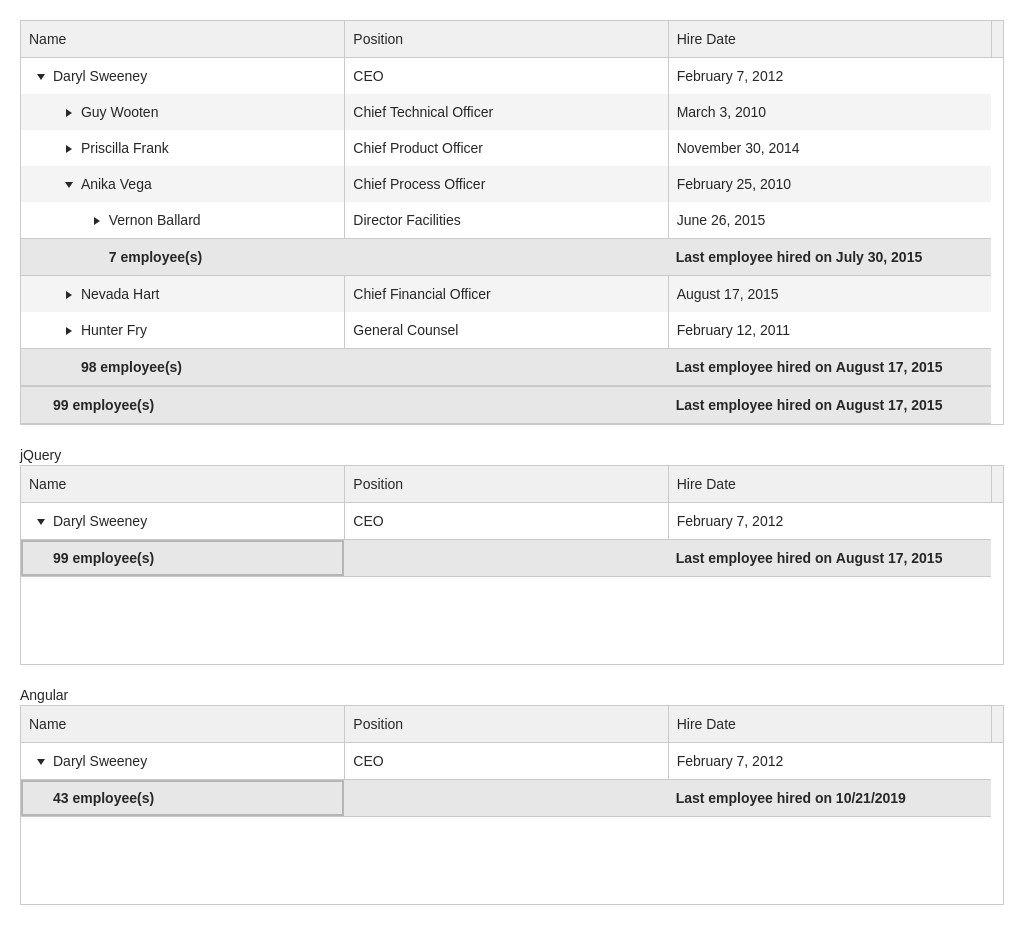 Name Position Hire Date
Daryl Sweeney CEO February 7, 2012
Guy Wooten Chief Technical Officer March 3, 2010
Priscilla Frank Chief Product Officer November 30, 2014
Anika Vega Chief Process Officer February 25, 2010
Vernon Ballard Director Facilities June 26, 2015
7 employee(s) Last employee hired on July 30, 2015
Nevada Hart Chief Financial Officer August 17, 2015
Hunter Fry General Counsel February 12, 2011
98 employee(s) Last employee hired on August 17, 2015
99 employee(s) Last employee hired on August 17, 2015
jQuery
Name Position Hire Date
Daryl Sweeney CEO February 7, 2012
99 employee(s) Last employee hired on August 17, 2015
Angular
Name Position Hire Date
Daryl Sweeney CEO February 7, 2012
43 employee(s) Last employee hired on 10/21/2019